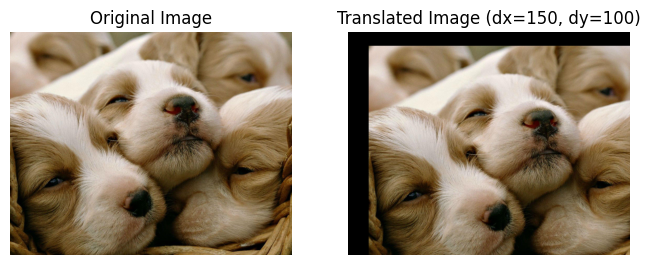 Original Image
Translated Image (dx=150, dy=100)